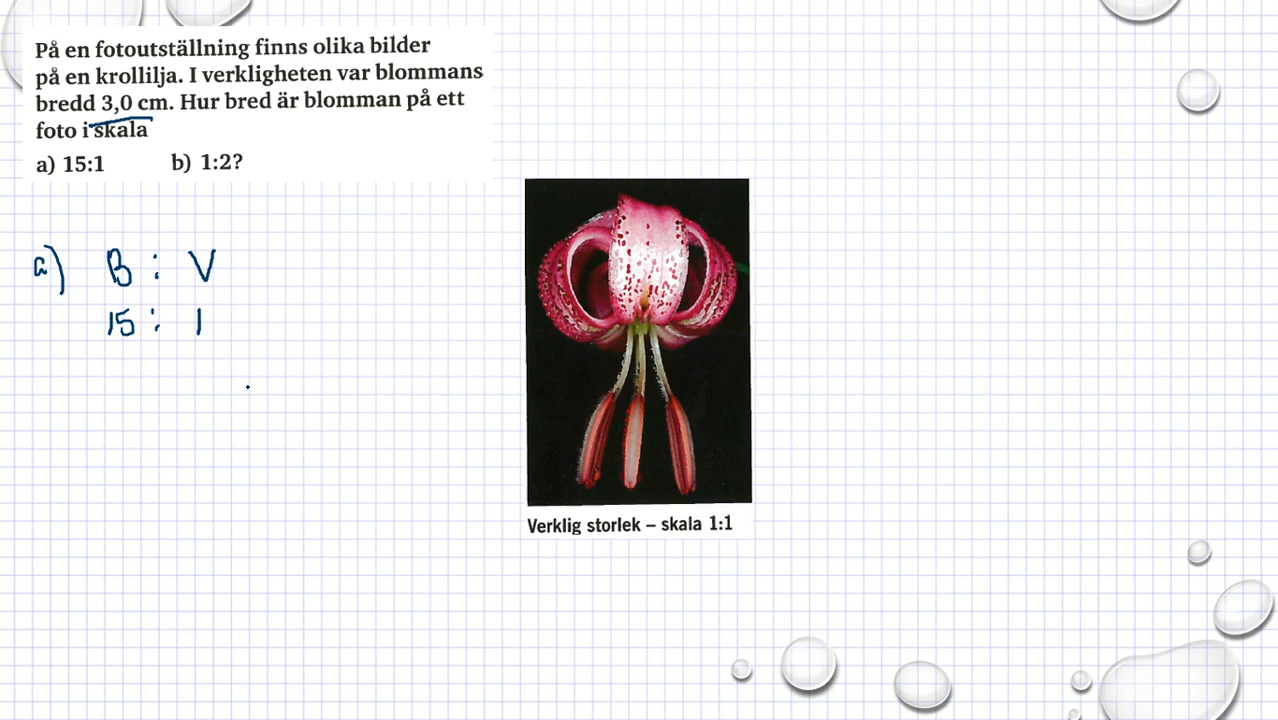 På en fotoutställning finns olika bilder
på en krollilja. I verkligheten var blommans
bredd 3,0 cm. Hur bred är blomman på ett
foto i skala
a) 15:1 b) 1:2?
a) B : V
15 : 1
Verklig storlek – skala 1:1